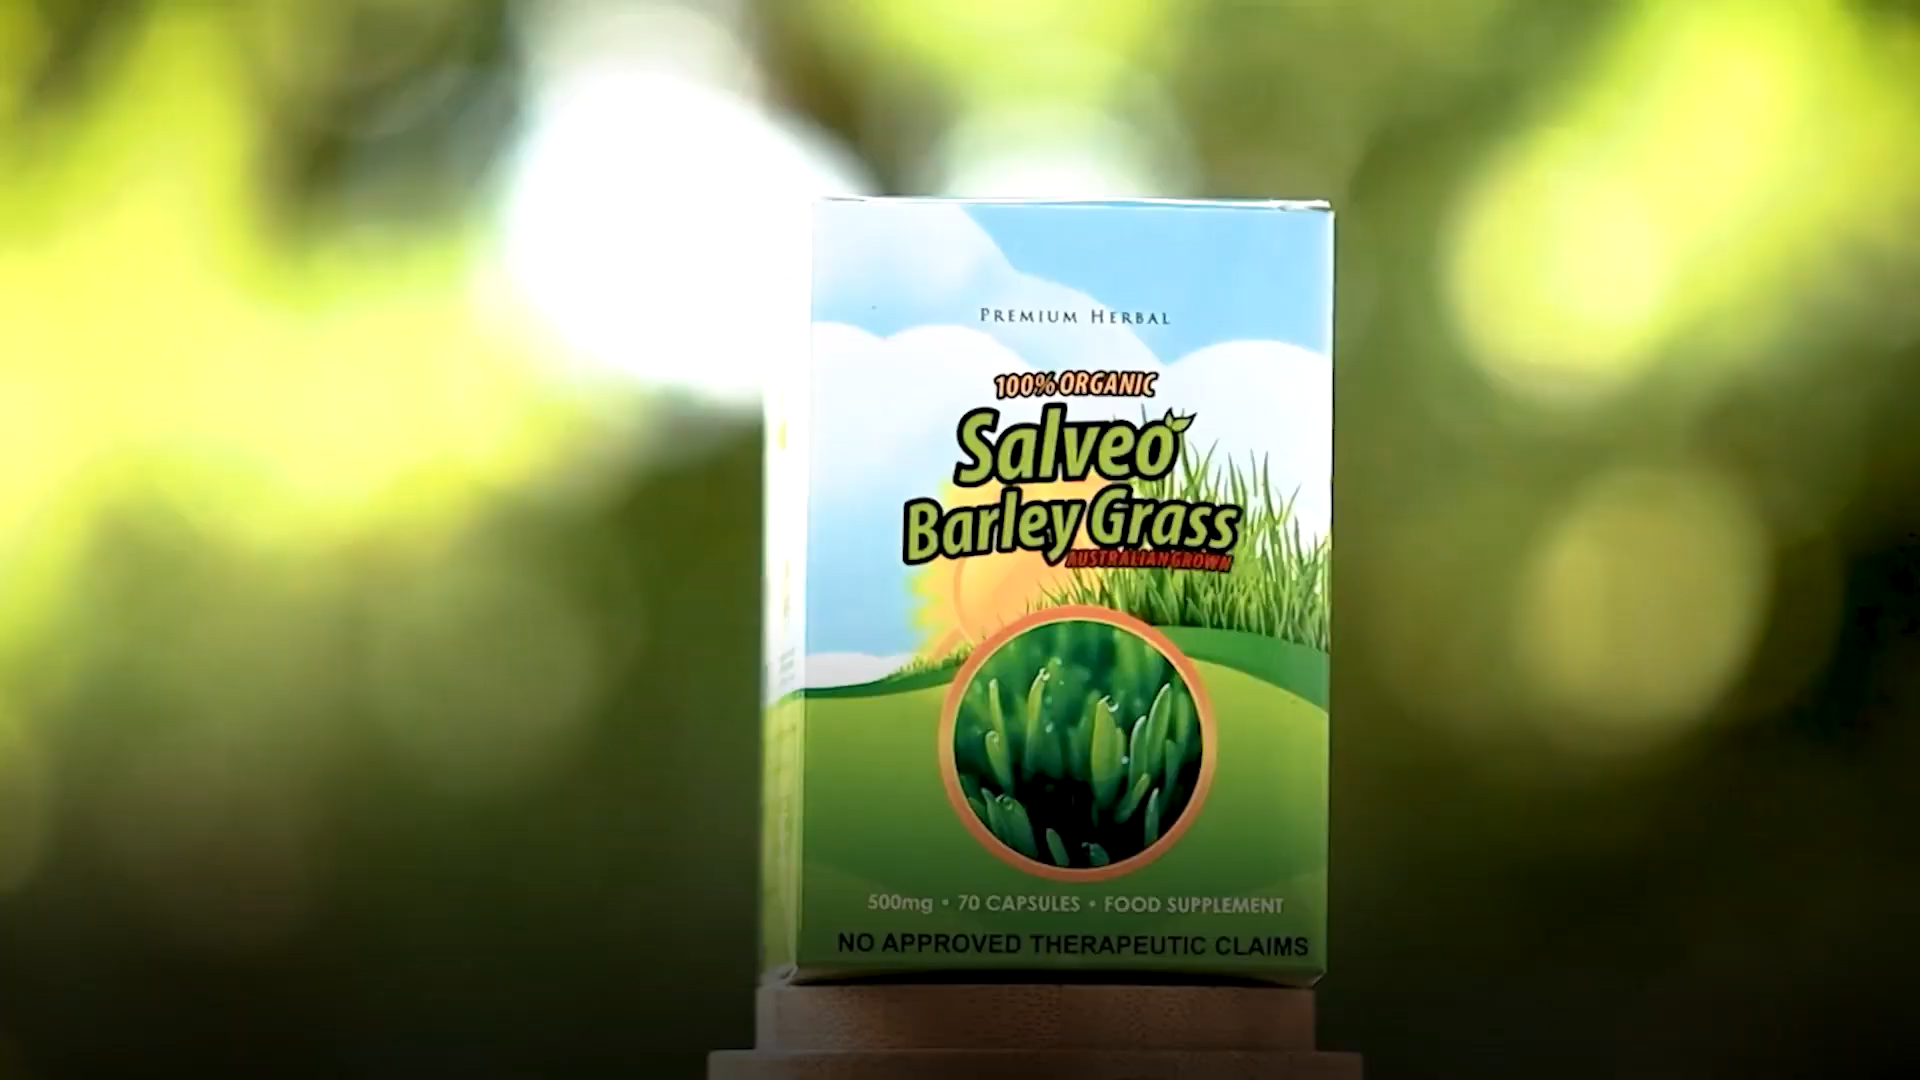 PREMIUM HERBAL
100% ORGANIC
Salveo
Barley Grass
AUSTRALIAN GROWN
500mg • 70 CAPSULES • FOOD SUPPLEMENT
NO APPROVED THERAPEUTIC CLAIMS